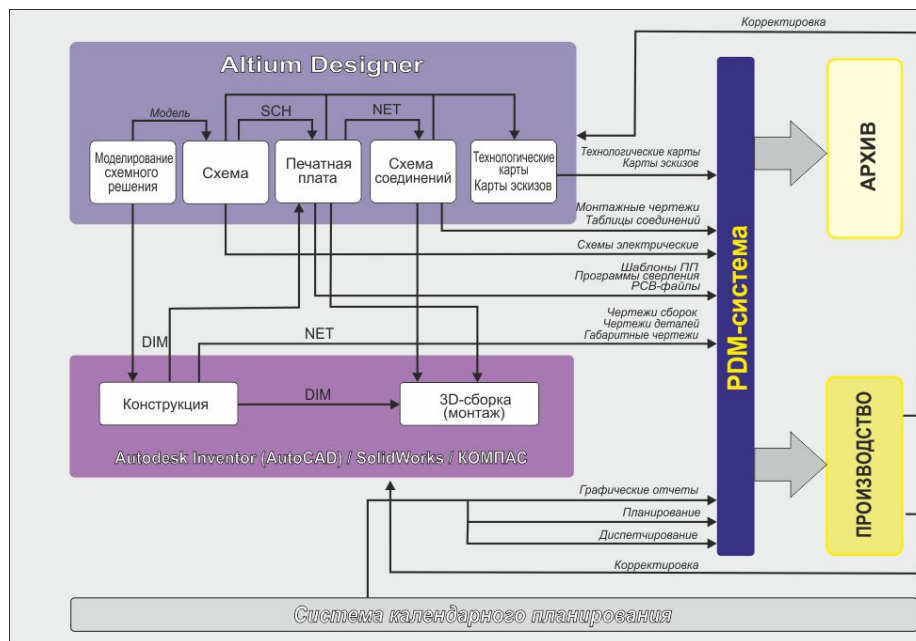 Корректировка
Altium Designer
Модель
SCH
NET
Моделирование
схемного
решения
Схема
Печатная
плата
Схема
соединений
Технологические
карты
Карты эскизов
Технологические карты
Карты эскизов
Монтажные чертежи
Таблицы соединений
Схемы электрические
Шаблоны ПП
Программы сверления
PCB-файлы
Чертежи сборок
Чертежи деталей
Габаритные чертежи
DIM
NET
Конструкция
DIM
3D-сборка
(монтаж)
Autodesk Inventor (AutoCAD) / SolidWorks / КОМПАС
Графические отчеты
Планирование
Диспетчирование
Корректировка
Система календарного планирования
PDM-система
АРХИВ
ПРОИЗВОДСТВО